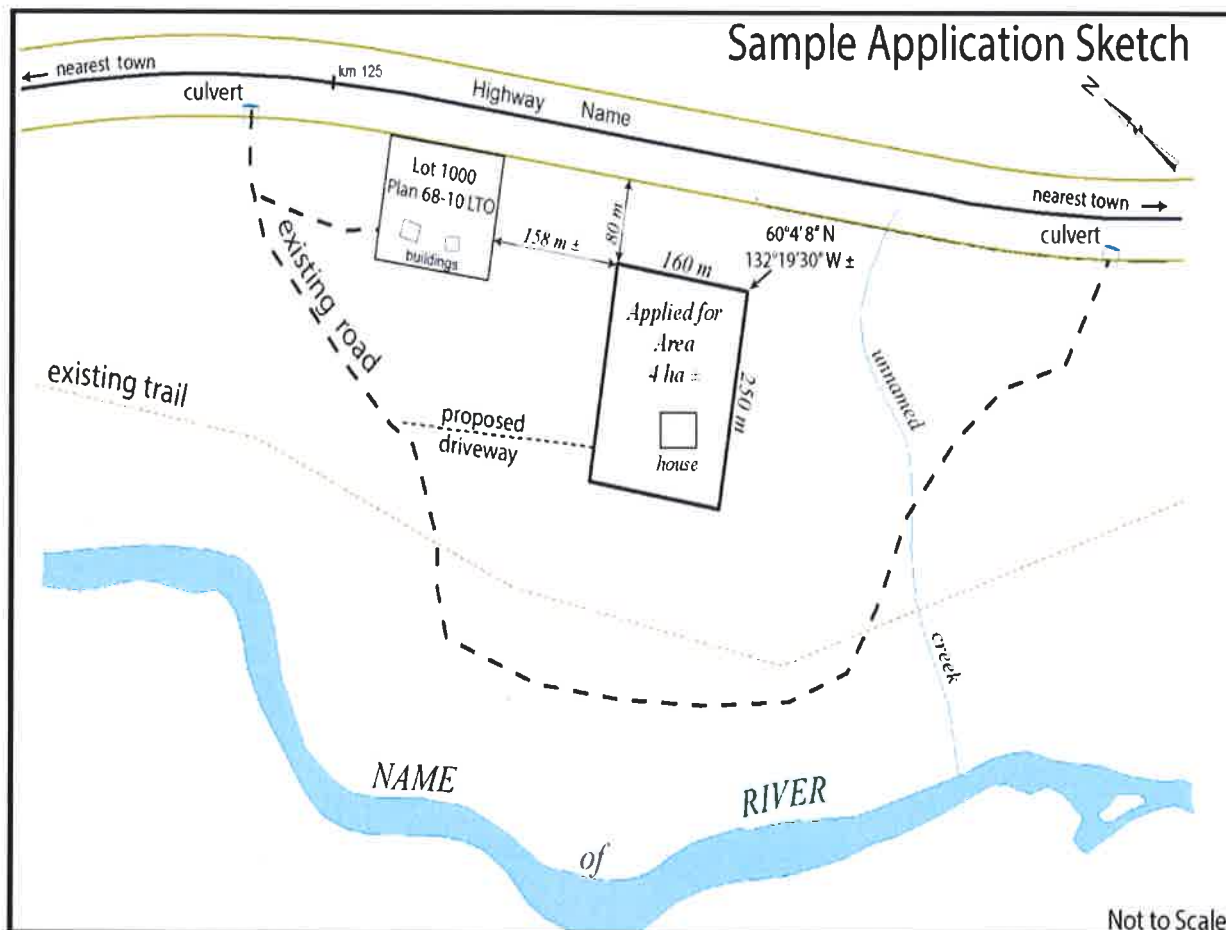 Sample Application Sketch
nearest town
km 125
culvert
Highway Name
N
Lot 1000
Plan 68-10 LTO
buildings
158 m ±
80 m
nearest town
culvert
60°4'8" N
132°19'30" W ±
160 m
Applied for
Area
4 ha ±
250 m
house
existing road
existing trail
proposed
driveway
unnamed
creek
NAME
of
RIVER
Not to Scale